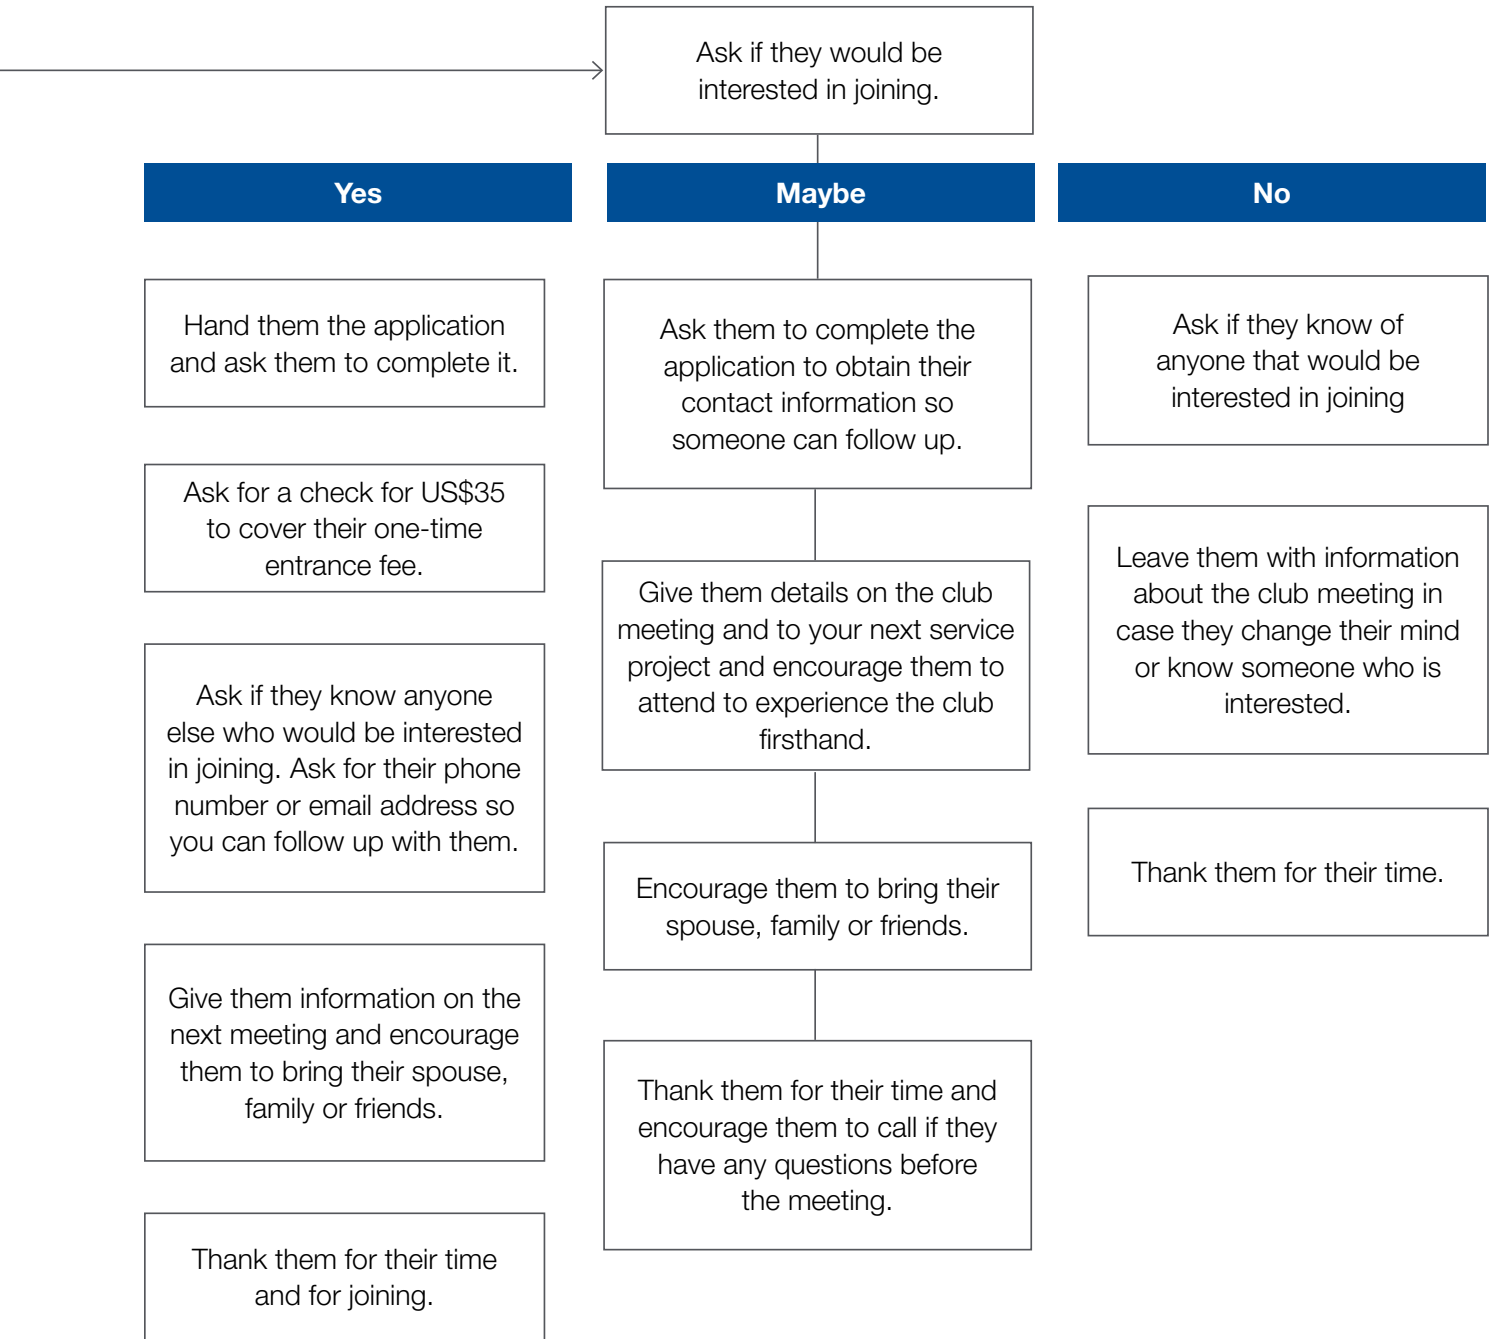 Ask if they would be
interested in joining.
Yes
Hand them the application
and ask them to complete it.
Ask for a check for US$35
to cover their one-time
entrance fee.
Ask if they know anyone
else who would be interested
in joining. Ask for their phone
number or email address so
you can follow up with them.
Give them information on the
next meeting and encourage
them to bring their spouse,
family or friends.
Thank them for their time
and for joining.
Maybe
Ask them to complete the
application to obtain their
contact information so
someone can follow up.
Give them details on the club
meeting and to your next service
project and encourage them to
attend to experience the club
firsthand.
Encourage them to bring their
spouse, family or friends.
Thank them for their time and
encourage them to call if they
have any questions before
the meeting.
No
Ask if they know of
anyone that would be
interested in joining
Leave them with information
about the club meeting in
case they change their mind
or know someone who is
interested.
Thank them for their time.